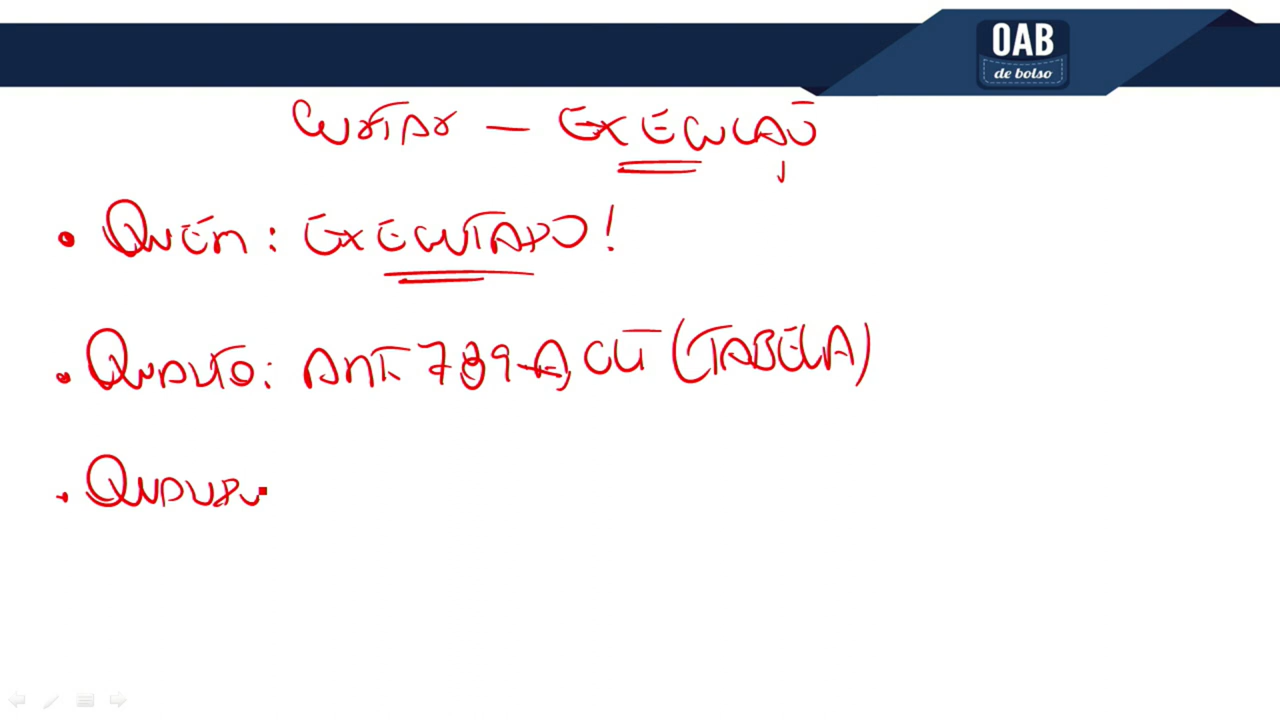 OAB
de bolso
CUSTAS — EXECUÇÃO
• QUEM: EXECUTADO!
• QUANTO: ART. 789-A, CLT (TABELA)
• QUANDO